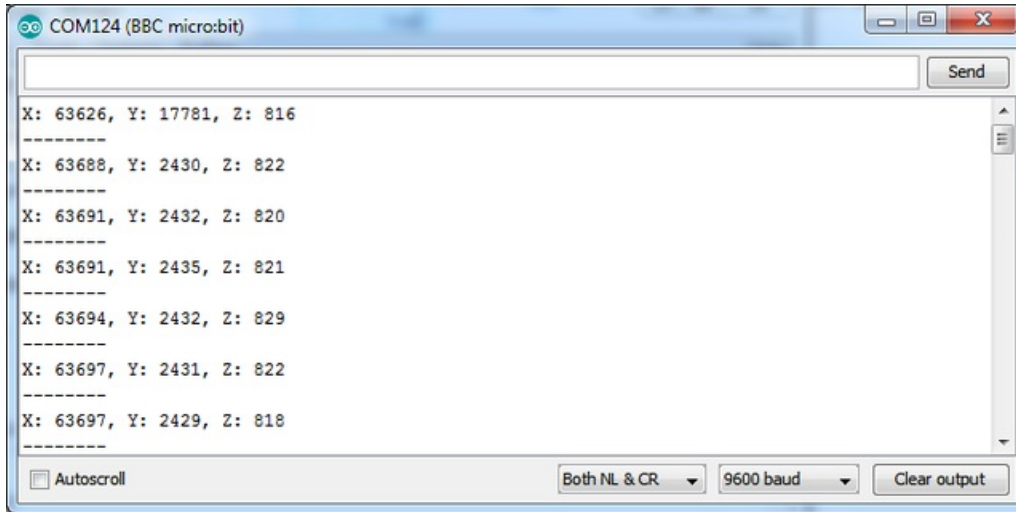 COM124 (BBC micro:bit)
Send
X: 63626, Y: 17781, Z: 816
--------
X: 63688, Y: 2430, Z: 822
--------
X: 63691, Y: 2432, Z: 820
--------
X: 63691, Y: 2435, Z: 821
--------
X: 63694, Y: 2432, Z: 829
--------
X: 63697, Y: 2431, Z: 822
--------
X: 63697, Y: 2429, Z: 818
--------
Autoscroll Both NL & CR 9600 baud Clear output